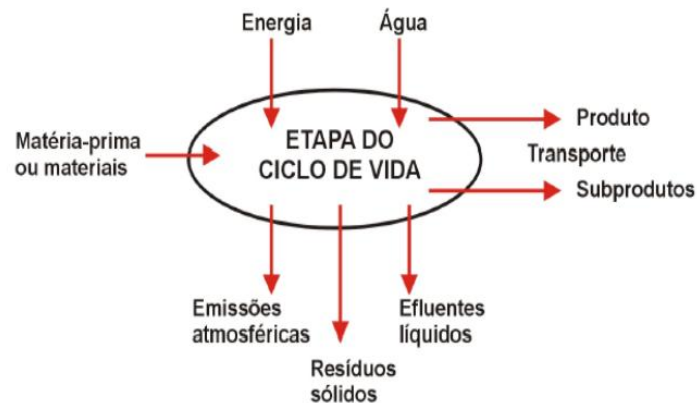 Energia
Água
Matéria-prima
ou materiais
ETAPA DO
CICLO DE VIDA
Produto
Transporte
Subprodutos
Emissões
atmosféricas
Resíduos
sólidos
Efluentes
líquidos